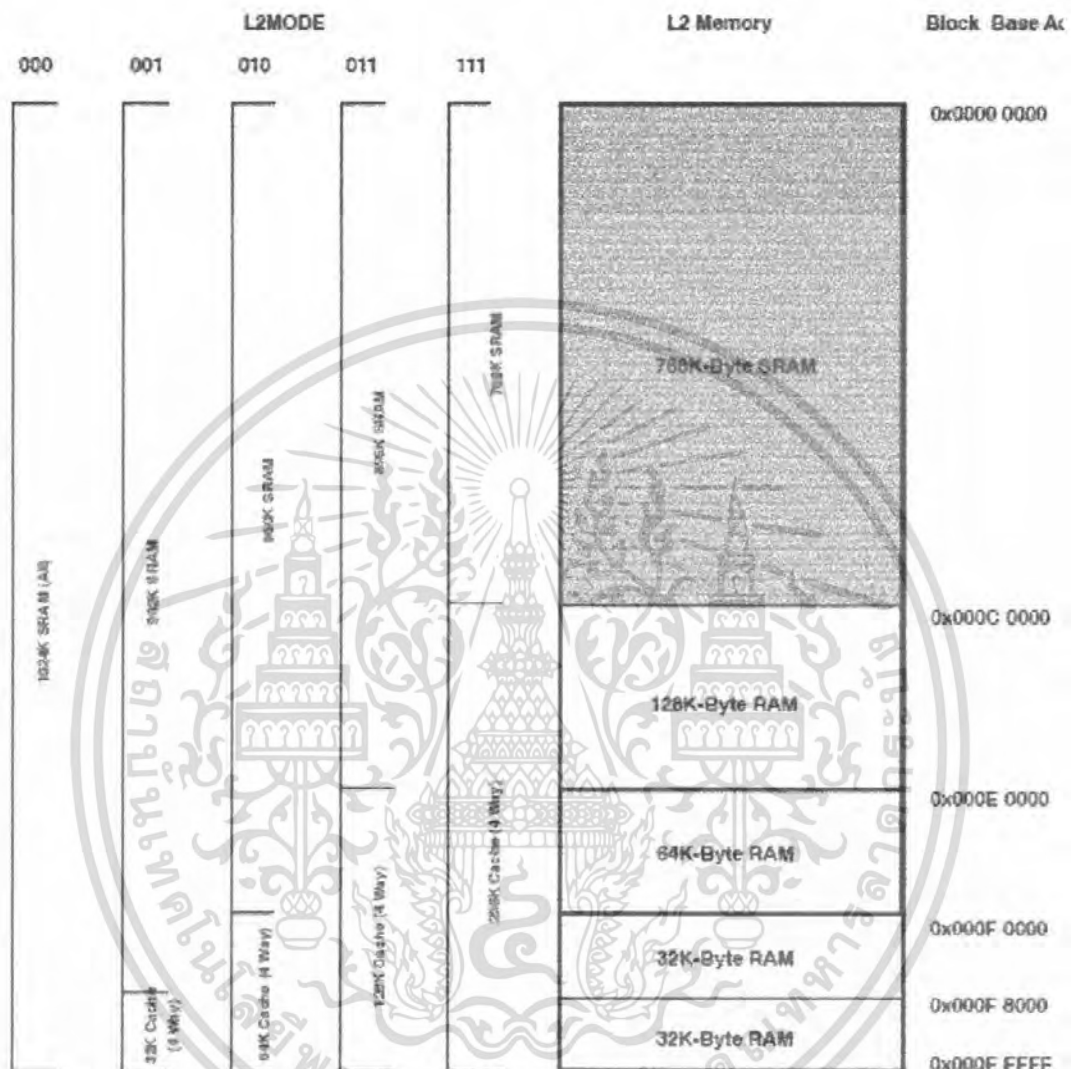 L2MODE
L2 Memory
Block Base Ad
000
001
010
011
111
0x0000 0000
768K-Byte SRAM
768K SRAM
896K SRAM
960K SRAM
992K SRAM
1024K SRAM (All)
0x000C 0000
128K-Byte RAM
0x000E 0000
256K Cache (4 Way)
64K-Byte RAM
128K Cache (4 Way)
0x000F 0000
32K-Byte RAM
64K Cache (4 Way)
0x000F 8000
32K Cache
(4 Way)
32K-Byte RAM
0x000F FFFF